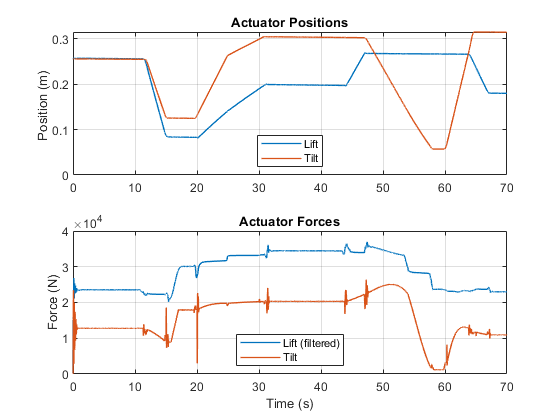 Actuator Positions
0.3
0.2
0.1
0
Position (m)
Lift
Tilt
0 10 20 30 40 50 60 70
Actuator Forces
×10⁴
4
3
2
1
0
Force (N)
Lift (filtered)
Tilt
0 10 20 30 40 50 60 70
Time (s)